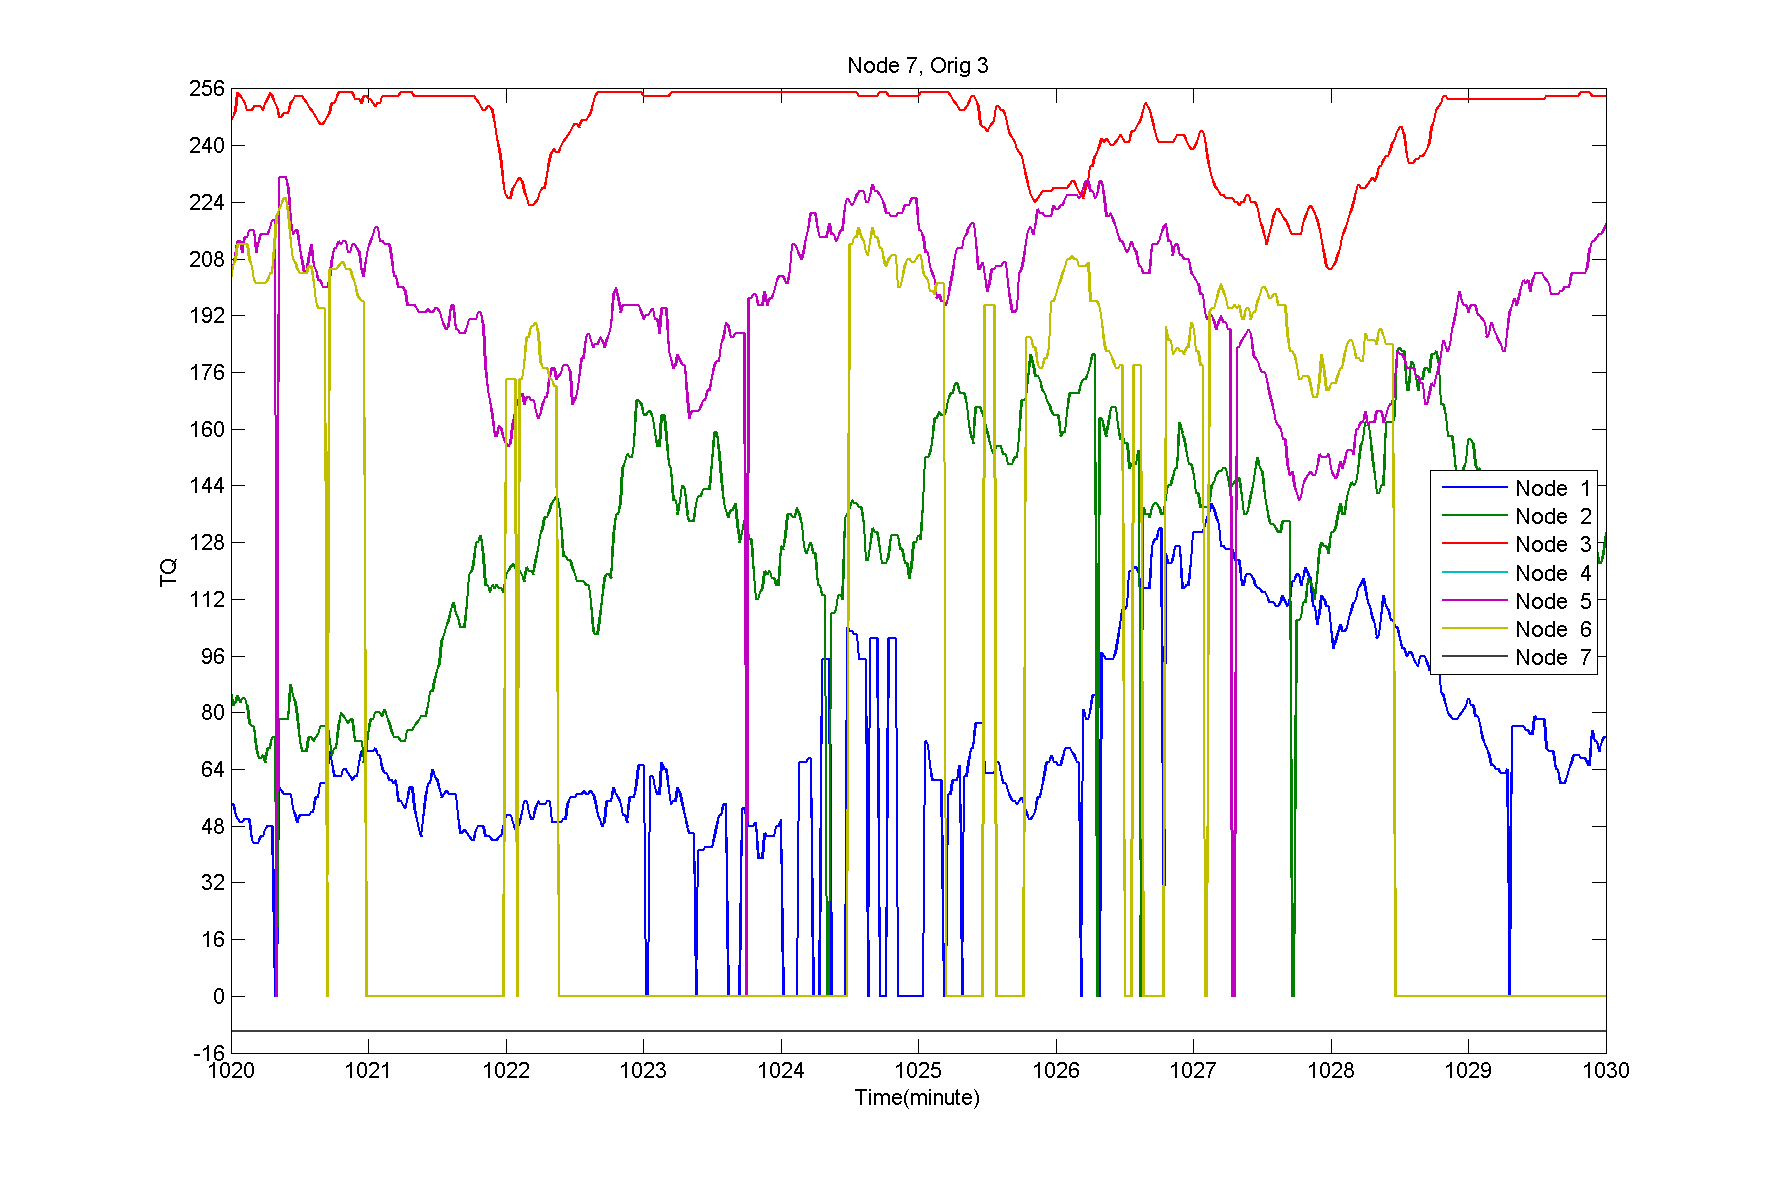 Node 7, Orig 3
256
240
224
208
192
176
160
144
128
112
96
80
64
48
32
16
0
-16
TQ
Node 1
Node 2
Node 3
Node 4
Node 5
Node 6
Node 7
1020 1021 1022 1023 1024 1025 1026 1027 1028 1029 1030
Time(minute)